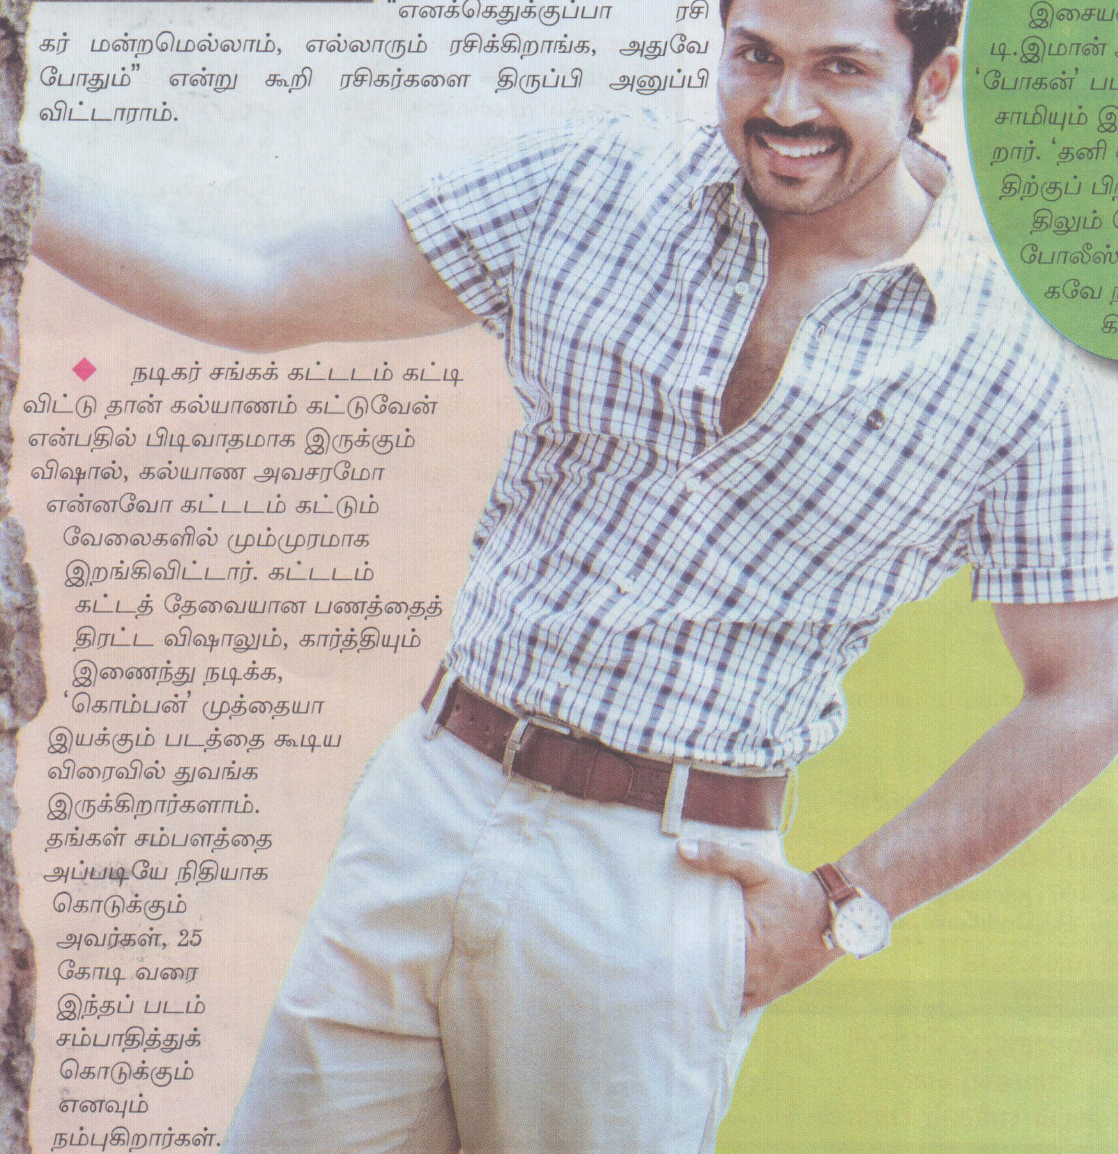 "எனக்கெதுக்குப்பா ரசி
கர் மன்றமெல்லாம், எல்லாரும் ரசிக்கிறாங்க, அதுவே
போதும்" என்று கூறி ரசிகர்களை திருப்பி அனுப்பி
விட்டாராம்.
நடிகர் சங்கக் கட்டடம் கட்டி
விட்டு தான் கல்யாணம் கட்டுவேன்
என்பதில் பிடிவாதமாக இருக்கும்
விஷால், கல்யாண அவசரமோ
என்னவோ கட்டடம் கட்டும்
வேலைகளில் மும்முரமாக
இறங்கிவிட்டார். கட்டடம்
கட்டத் தேவையான பணத்தைத்
திரட்ட விஷாலும், கார்த்தியும்
இணைந்து நடிக்க,
'கொம்பன்' முத்தையா
இயக்கும் படத்தை கூடிய
விரைவில் துவங்க
இருக்கிறார்களாம்.
தங்கள் சம்பளத்தை
அப்படியே நிதியாக
கொடுக்கும்
அவர்கள், 25
கோடி வரை
இந்தப் படம்
சம்பாதித்துக்
கொடுக்கும்
எனவும்
நம்புகிறார்கள்.
டி.இமான்
'போகன்'
சாமியும்
றார். 'தனி
திற்குப்
திலும்
போலீஸ்
கவே